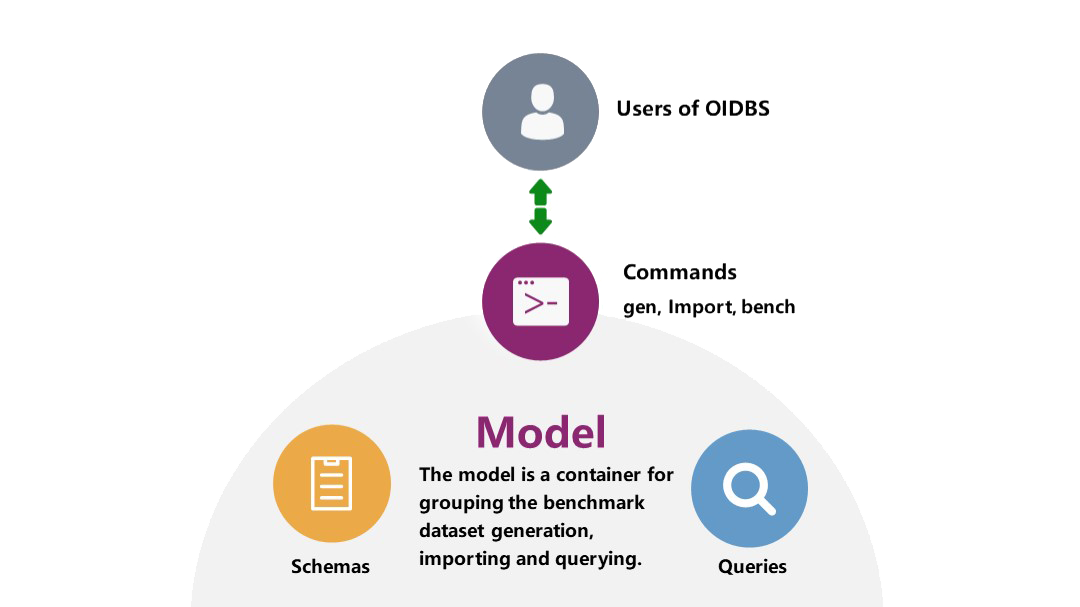 Users of OIDBS
Commands
gen, Import, bench
Model
The model is a container for
grouping the benchmark
dataset generation,
importing and querying.
Schemas
Queries